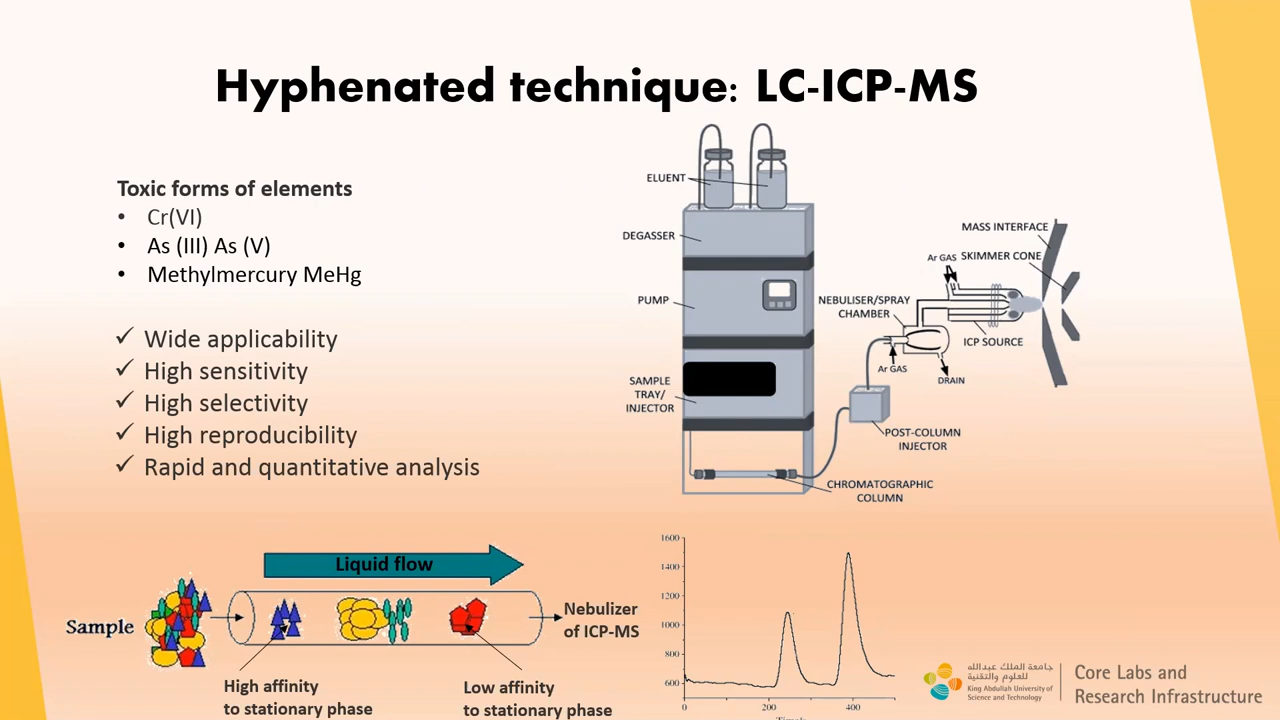 Hyphenated technique: LC-ICP-MS
Toxic forms of elements
• Cr(VI)
• As (III) As (V)
• Methylmercury MeHg
✓ Wide applicability
✓ High sensitivity
✓ High selectivity
✓ High reproducibility
✓ Rapid and quantitative analysis
ELUENT
DEGASSER
PUMP
SAMPLE
TRAY/
INJECTOR
NEBULISER/SPRAY
CHAMBER
Ar GAS
MASS INTERFACE
SKIMMER CONE
ICP SOURCE
Ar GAS
DRAIN
POST-COLUMN
INJECTOR
CHROMATOGRAPHIC
COLUMN
Liquid flow
Sample
Nebulizer
of ICP-MS
High affinity
to stationary phase
Low affinity
to stationary phase
1600
1400
1200
1000
800
600
0 200 400
جامعة الملك عبدالله
للعلوم والتقنية
King Abdullah University of
Science and Technology
Core Labs and
Research Infrastructure